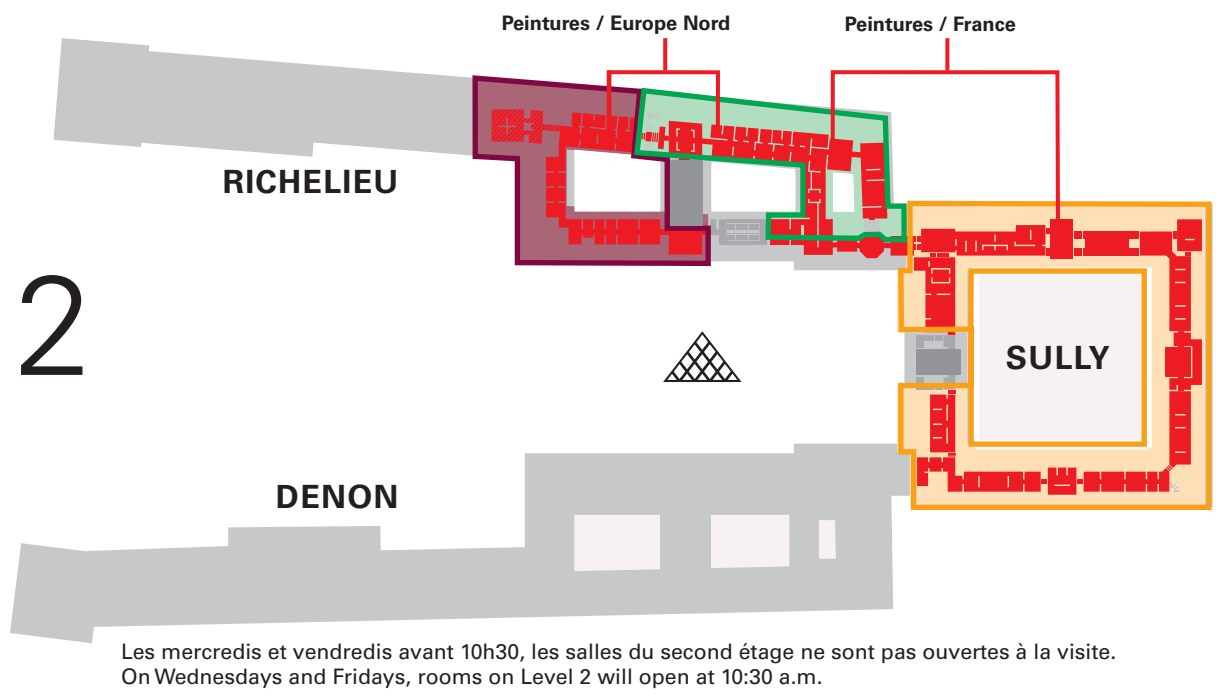 Peintures / Europe Nord
Peintures / France
RICHELIEU
2
SULLY
DENON
Les mercredis et vendredis avant 10h30, les salles du second étage ne sont pas ouvertes à la visite.
On Wednesdays and Fridays, rooms on Level 2 will open at 10:30 a.m.